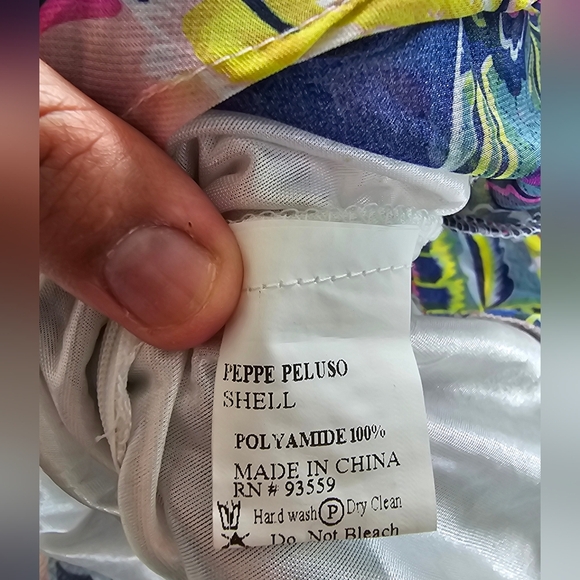 PEPPE PELUSO
SHELL
POLYAMIDE 100%
MADE IN CHINA
RN # 93559
Hand wash P Dry Clean
Do Not Bleach